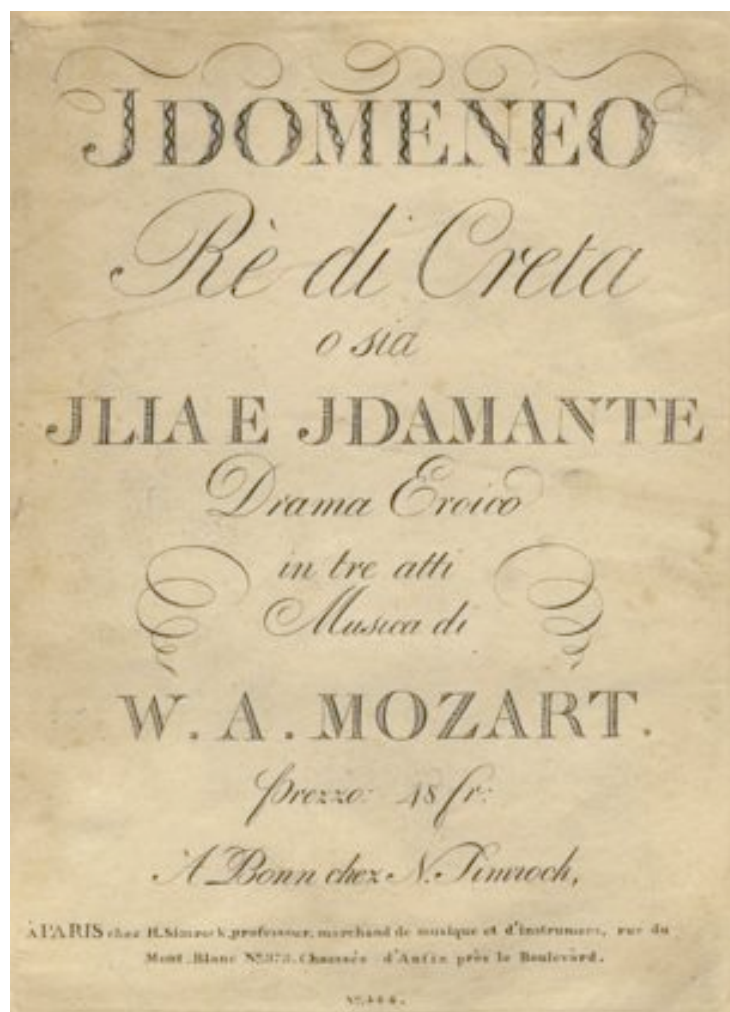 JDOMENEO
Rè di Creta
o sia
JLIA E JDAMANTE
Drama Eroico
in tre atti
Musica di
W. A. MOZART.
Prezzo: 48 fr:
A Bonn chez N. Simrock,
À PARIS chez H. Simrock, professeur, marchand de musique et d'instrumens, rue du
Mont-Blanc Chaussée d'Antin près le Boulevard.